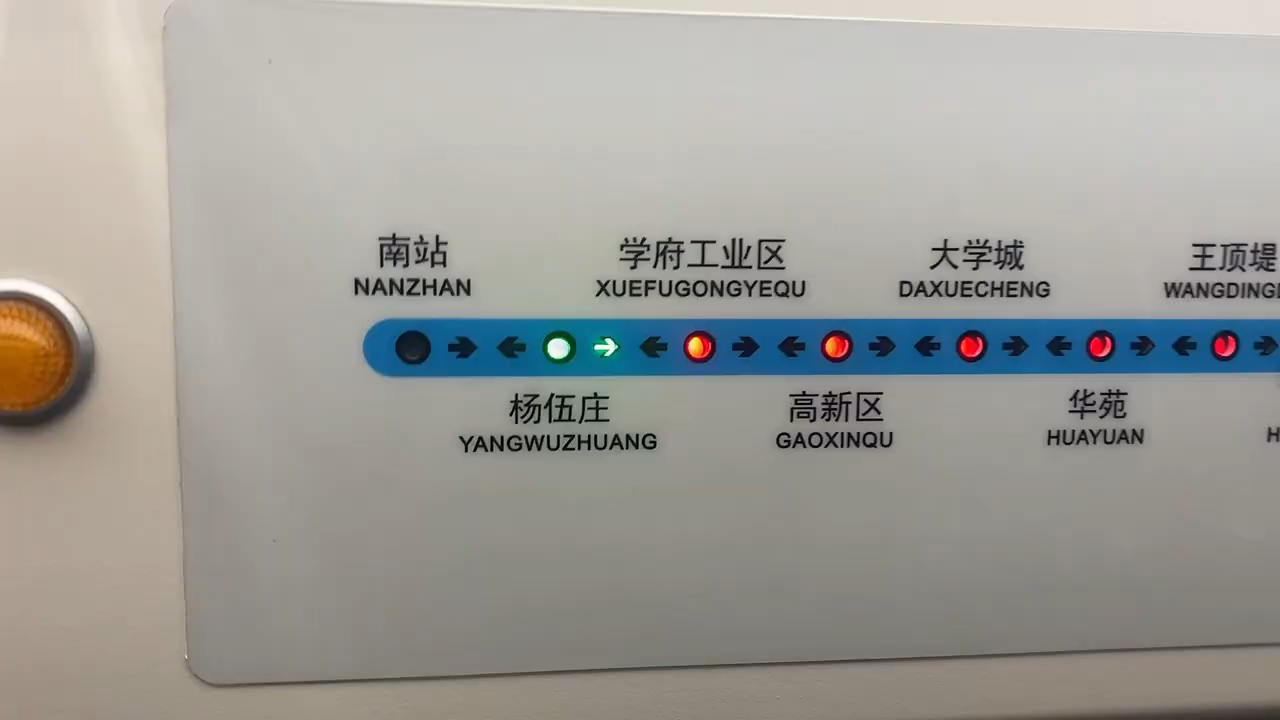 南站
NANZHAN
学府工业区
XUEFUGONGYEQU
大学城
DAXUECHENG
王顶堤
杨伍庄
YANGWUZHUANG
高新区
GAOXINQU
华苑
HUAYUAN